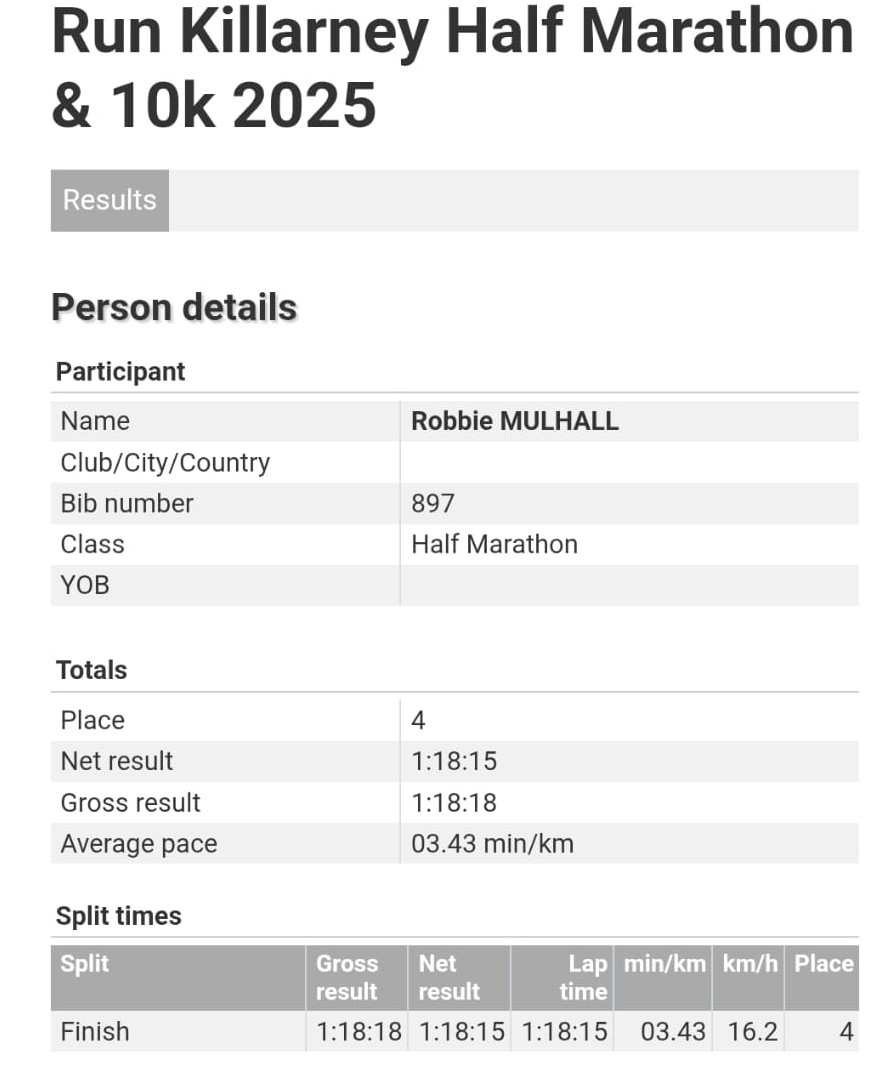 Run Killarney Half Marathon
& 10k 2025
Results
Person details
Participant
Name Robbie MULHALL
Club/City/Country
Bib number 897
Class Half Marathon
YOB
Totals
Place 4
Net result 1:18:15
Gross result 1:18:18
Average pace 03.43 min/km
Split times
Split Gross result Net result Lap time min/km km/h Place
Finish 1:18:18 1:18:15 1:18:15 03.43 16.2 4